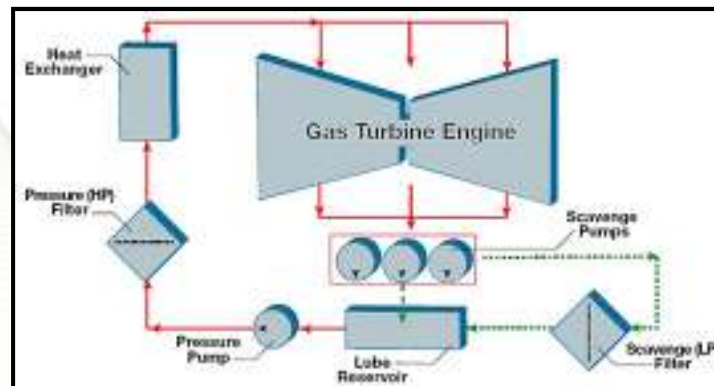 Heat
Exchanger
Gas Turbine Engine
Pressure (HP)
Filter
Scavenge
Pumps
Pressure
Pump
Lube
Reservoir
Scavenge (LP
Filter